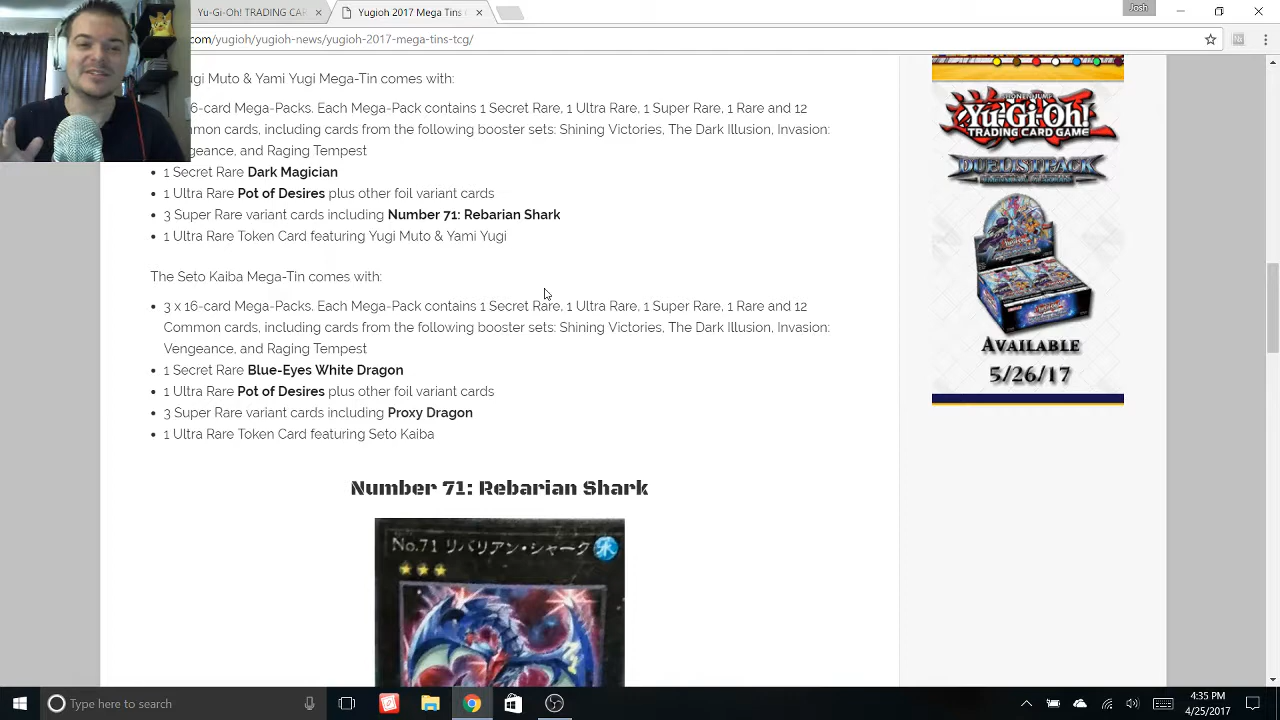 Yu-Gi-Oh! TRADING CAR
Yugioh 2017 Mega Tins (
Josh
com/yugioh/yugioh-news/yugioh-2017-mega-tins-tcg/
ugi Muto & Yami Yugi Mega-Tin comes with:
6-card Mega-Packs. Each Mega-Pack contains 1 Secret Rare, 1 Ultra Rare, 1 Super Rare, 1 Rare and 12
mmon cards, including cards from the following booster sets: Shining Victories, The Dark Illusion, Invasion:
engeance, and Raging Tempest
1 Secret Rare Dark Magician
1 Ultra Rare Pot of Desires plus other foil variant cards
3 Super Rare variant cards including Number 71: Rebarian Shark
1 Ultra Rare Token Card featuring Yugi Muto & Yami Yugi
The Seto Kaiba Mega-Tin comes with:
3 x 16-card Mega-Packs. Each Mega-Pack contains 1 Secret Rare, 1 Ultra Rare, 1 Super Rare, 1 Rare and 12
Common cards, including cards from the following booster sets: Shining Victories, The Dark Illusion, Invasion:
Vengeance, and Raging Tempest
1 Secret Rare Blue-Eyes White Dragon
1 Ultra Rare Pot of Desires plus other foil variant cards
3 Super Rare variant cards including Proxy Dragon
1 Ultra Rare Token Card featuring Seto Kaiba
Number 71: Rebarian Shark
No.71 リバリアン・シャーク
水
SHONEN JUMP
Yu-Gi-Oh!
TRADING CARD GAME
DUELIST PACK
AVAILABLE
5/26/17
Type here to search
4:35 PM
4/25/2017